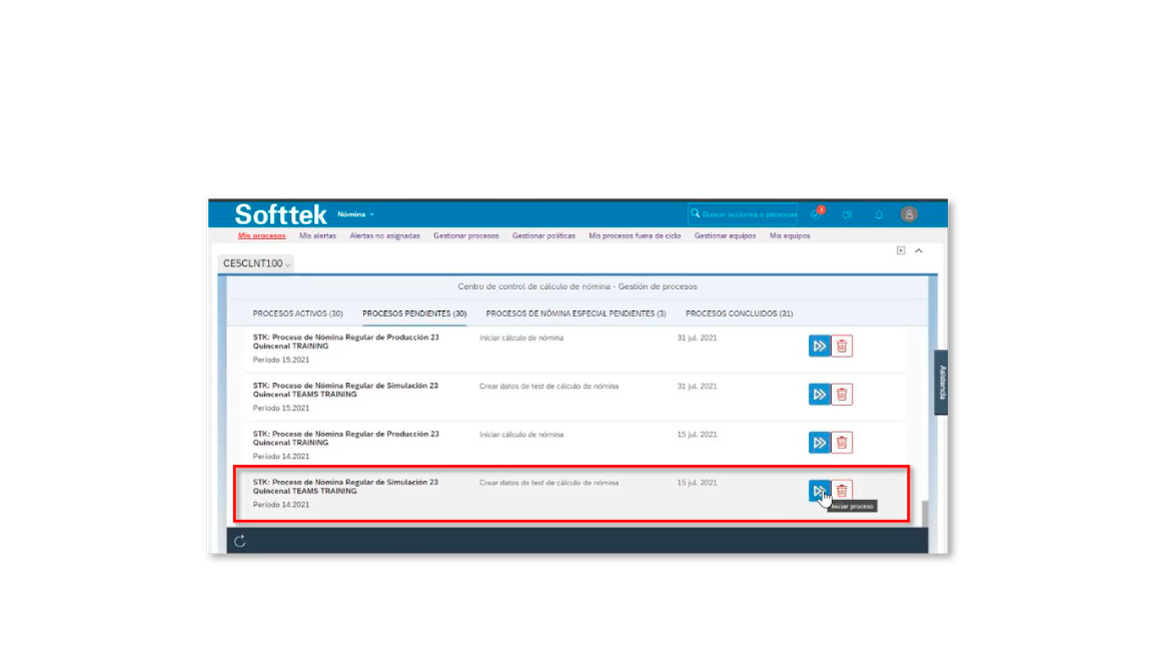 Softtek Nómina
Buscar acciones o personas
1
Mis procesos Mis alertas Alertas no asignadas Gestionar procesos Gestionar políticas Mis procesos fuera de ciclo Gestionar equipos Mis equipos
CE5CLNT100
Centro de control de cálculo de nómina - Gestión de procesos
PROCESOS ACTIVOS (30) PROCESOS PENDIENTES (30) PROCESOS DE NÓMINA ESPECIAL PENDIENTES (3) PROCESOS CONCLUIDOS (31)
STK: Proceso de Nómina Regular de Producción 23 Iniciar cálculo de nómina 31 jul. 2021
Quincenal TRAINING
Período 15.2021
STK: Proceso de Nómina Regular de Simulación 23 Crear datos de test de cálculo de nómina 31 jul. 2021
Quincenal TEAMS TRAINING
Período 15.2021
Asistencia
STK: Proceso de Nómina Regular de Producción 23 Iniciar cálculo de nómina 15 jul. 2021
Quincenal TRAINING
Período 14.2021
STK: Proceso de Nómina Regular de Simulación 23 Crear datos de test de cálculo de nómina 15 jul. 2021
Quincenal TEAMS TRAINING
Período 14.2021
Iniciar proceso